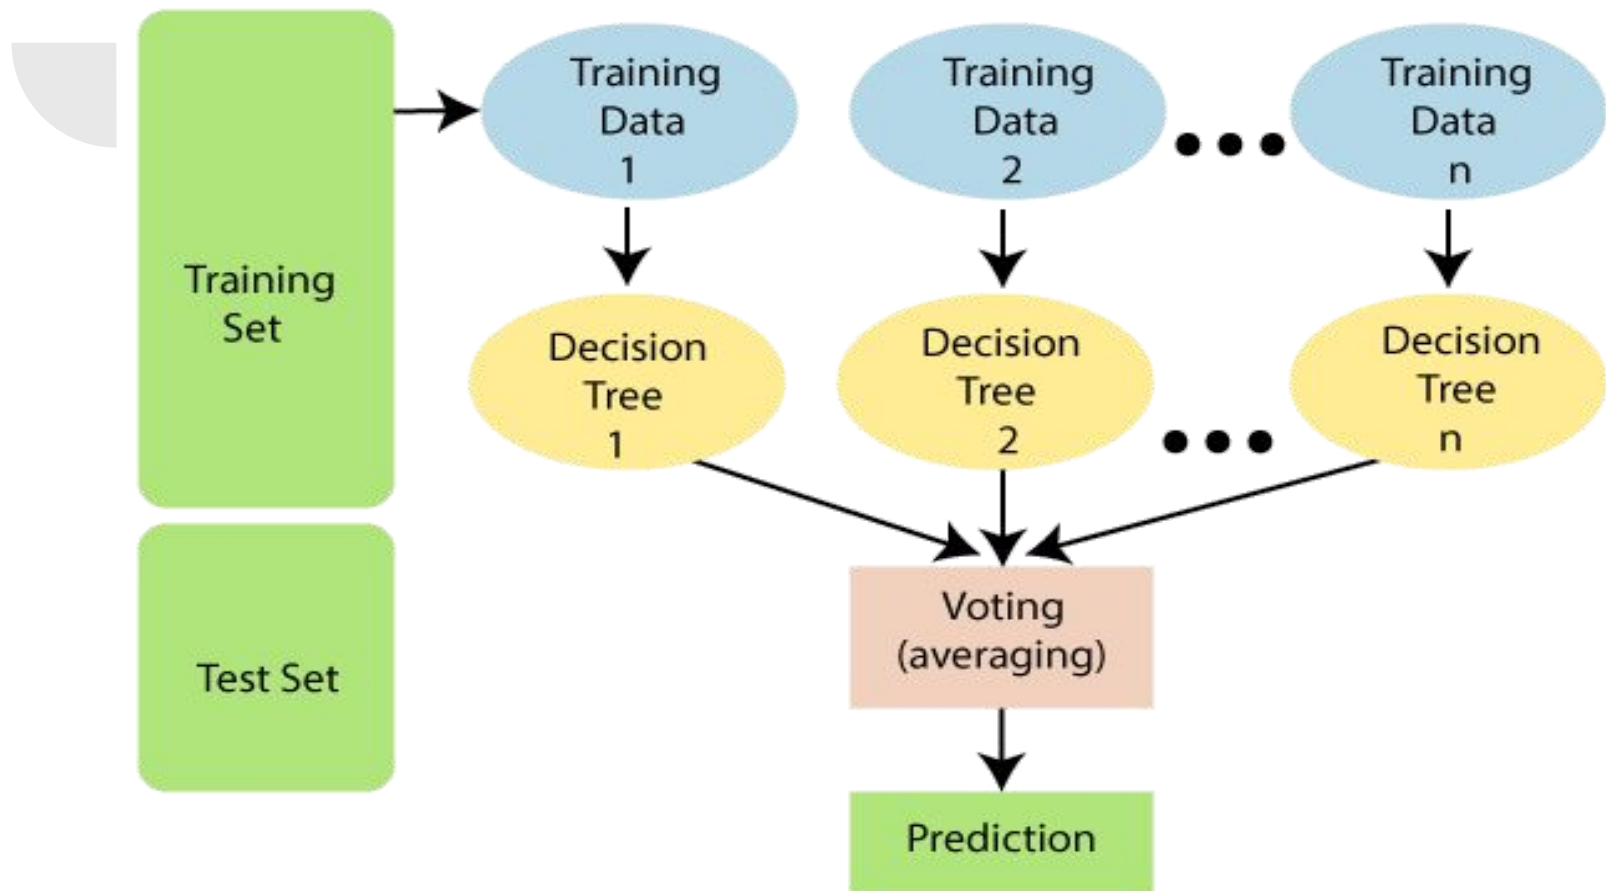 Training
Set
Test Set
Training
Data
1
Training
Data
2
Training
Data
n
Decision
Tree
1
Decision
Tree
2
Decision
Tree
n
Voting
(averaging)
Prediction